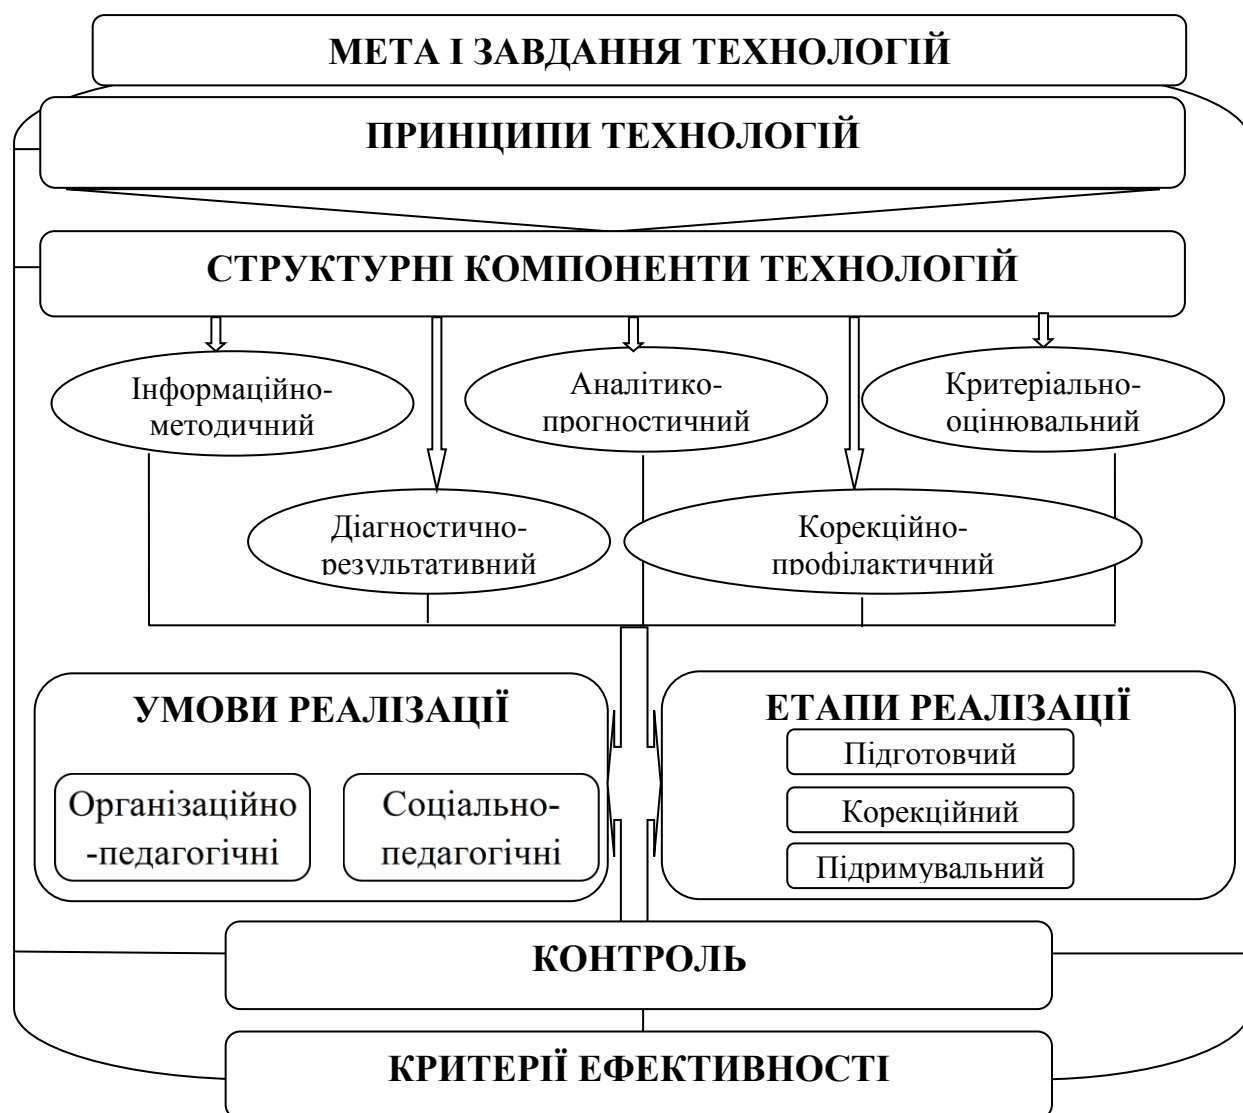 МЕТА І ЗАВДАННЯ ТЕХНОЛОГІЙ
ПРИНЦИПИ ТЕХНОЛОГІЙ
СТРУКТУРНІ КОМПОНЕНТИ ТЕХНОЛОГІЙ
Інформаційно-
методичний
Аналітико-
прогностичний
Критеріально-
оцінювальний
Діагностично-
результативний
Корекційно-
профілактичний
УМОВИ РЕАЛІЗАЦІЇ
Організаційно
-педагогічні
Соціально-
педагогічні
ЕТАПИ РЕАЛІЗАЦІЇ
Підготовчий
Корекційний
Підримувальний
КОНТРОЛЬ
КРИТЕРІЇ ЕФЕКТИВНОСТІ